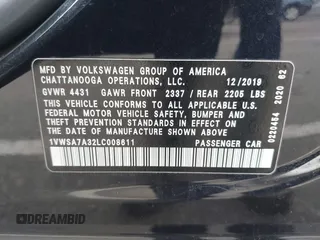 MFD BY VOLKSWAGEN GROUP OF AMERICA
CHATTANOOGA OPERATIONS, LLC. 12/2019
GVWR 4431 GAWR FRONT 2337 / REAR 2205 LBS
THIS VEHICLE CONFORMS TO ALL APPLICABLE U.S.
FEDERAL MOTOR VEHICLE SAFETY, BUMPER AND
THEFT PREVENTION STANDARDS IN EFFECT ON
THE DATE OF MANUFACTURE SHOWN ABOVE
1VWSA7A32LC008611 PASSENGER CAR
0220454 2020 62
©RAWEBID